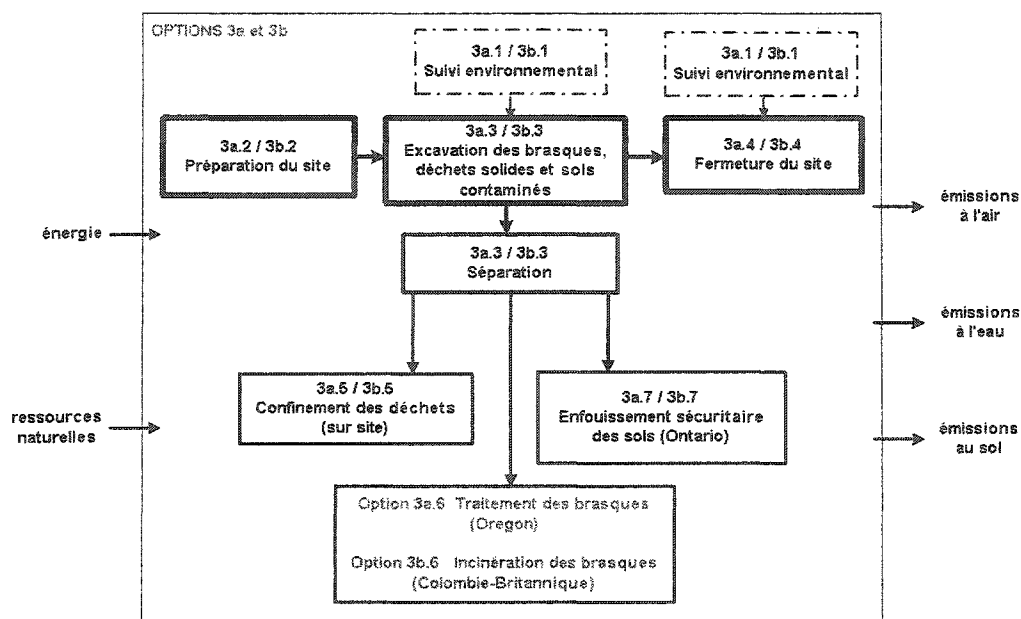 OPTIONS 3a et 3b
3a.1 / 3b.1
Suivi environnemental
3a.1 / 3b.1
Suivi environnemental
3a.2 / 3b.2
Préparation du site
3a.3 / 3b.3
Excavation des brasques,
déchets solides et sols
contaminés
3a.4 / 3b.4
Fermeture du site
énergie
émissions
à l'air
3a.3 / 3b.3
Séparation
émissions
à l'eau
3a.5 / 3b.5
Confinement des déchets
(sur site)
3a.7 / 3b.7
Enfouissement sécuritaire
des sols (Ontario)
ressources
naturelles
émissions
au sol
Option 3a.6 Traitement des brasques
(Oregon)
Option 3b.6 Incinération des brasques
(Colombie-Britannique)